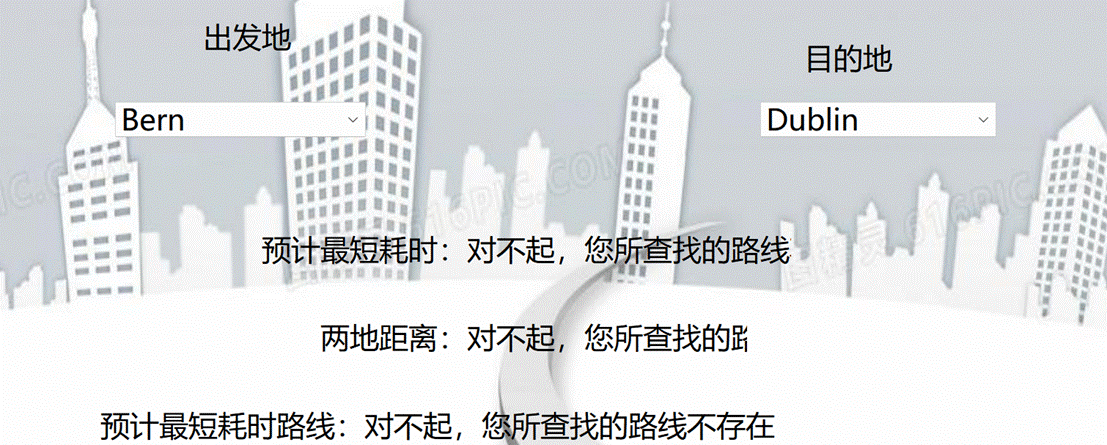 出发地
目的地
Bern
Dublin
预计最短耗时：对不起，您所查找的路线
两地距离：对不起，您所查找的
预计最短耗时路线：对不起，您所查找的路线不存在